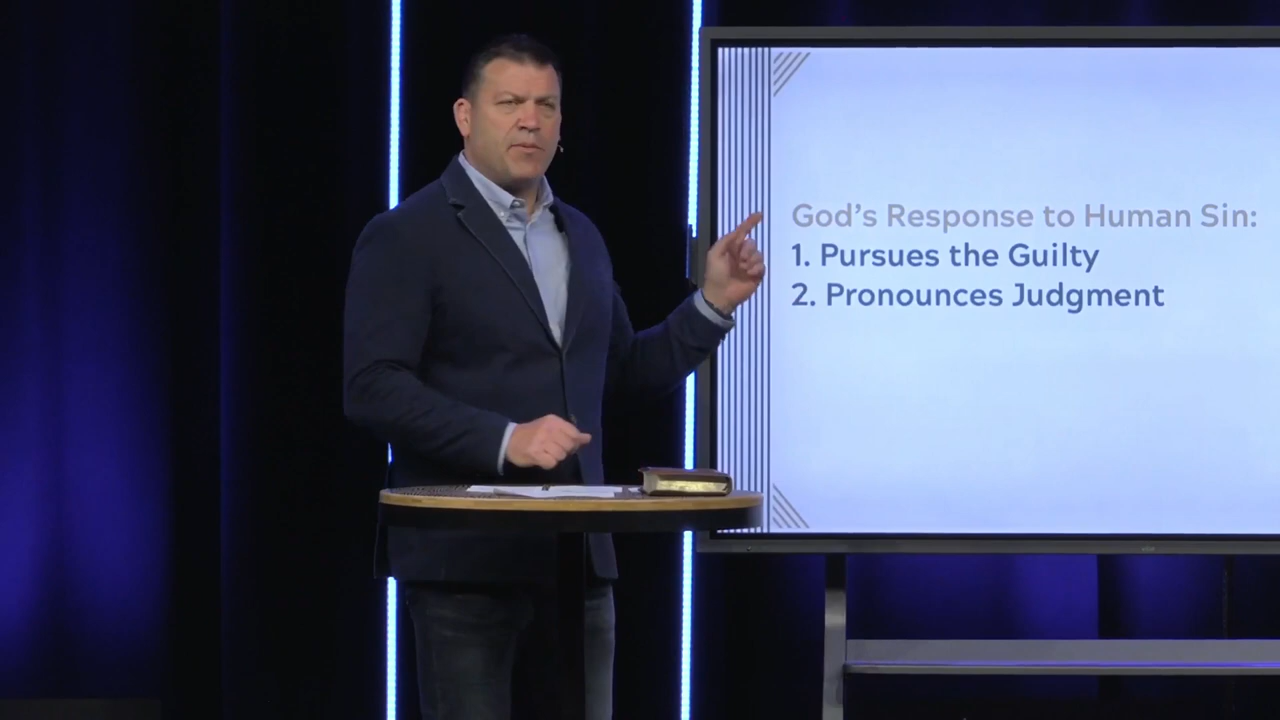 God's Response to Human Sin:
1. Pursues the Guilty
2. Pronounces Judgment